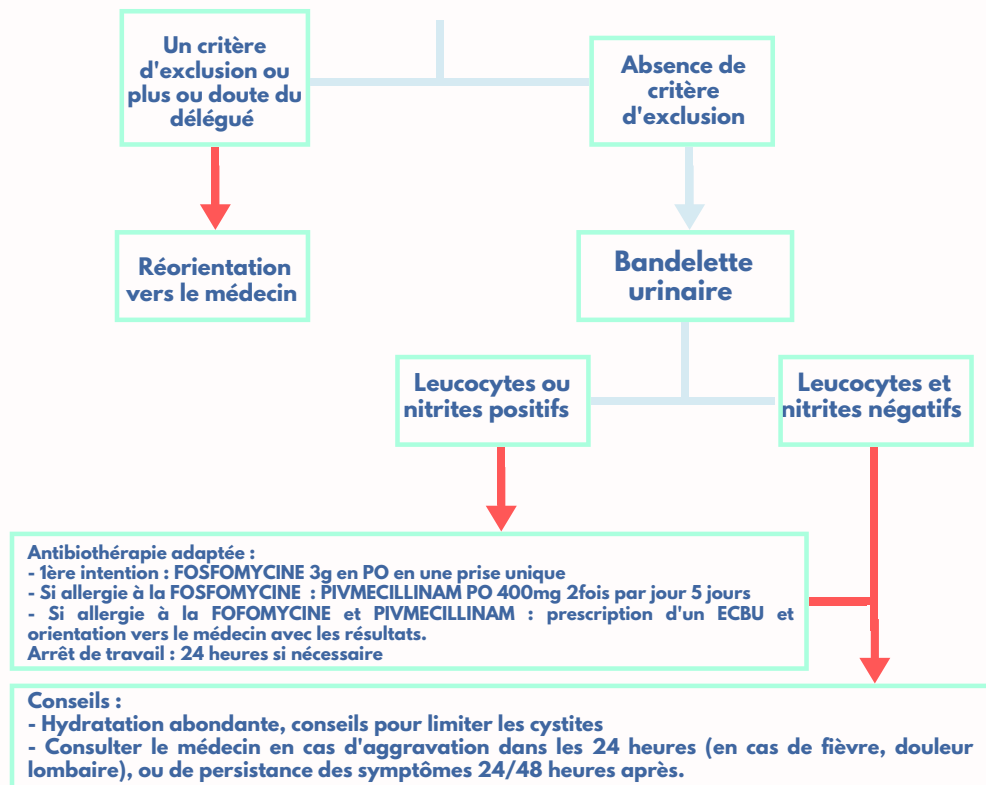 Un critère
d'exclusion ou
plus ou doute du
délégué
Absence de
critère
d'exclusion
Réorientation
vers le médecin
Bandelette
urinaire
Leucocytes ou
nitrites positifs
Leucocytes et
nitrites négatifs
Antibiothérapie adaptée :
- 1ère intention : FOSFOMYCINE 3g en PO en une prise unique
- Si allergie à la FOSFOMYCINE : PIVMECILLINAM PO 400mg 2fois par jour 5 jours
- Si allergie à la FOFOMYCINE et PIVMECILLINAM : prescription d'un ECBU et
orientation vers le médecin avec les résultats.
Arrêt de travail : 24 heures si nécessaire
Conseils :
- Hydratation abondante, conseils pour limiter les cystites
- Consulter le médecin en cas d'aggravation dans les 24 heures (en cas de fièvre, douleur
lombaire), ou de persistance des symptômes 24/48 heures après.